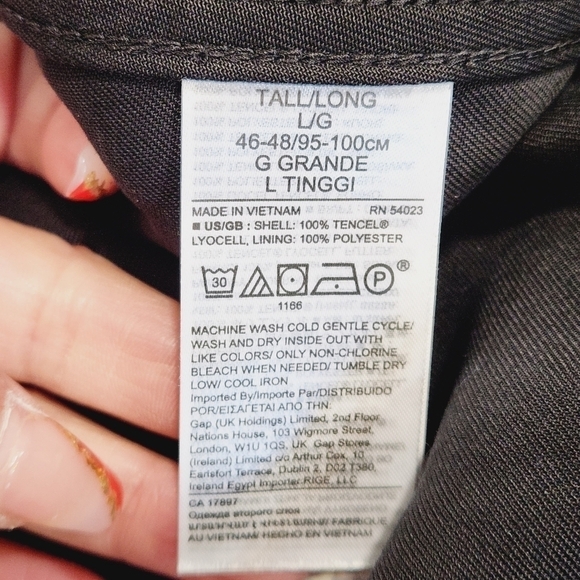 TALL/LONG
L/G
46-48/95-100CM
G GRANDE
L TINGGI
MADE IN VIETNAM RN 54023
US/GB : SHELL: 100% TENCEL®
LYOCELL, LINING: 100% POLYESTER
30 P ®
1166
MACHINE WASH COLD GENTLE CYCLE/
WASH AND DRY INSIDE OUT WITH
LIKE COLORS/ ONLY NON-CHLORINE
BLEACH WHEN NEEDED/ TUMBLE DRY
LOW/ COOL IRON
Imported By/Importe Par/DISTRIBUIDO
POR/ΕΙΣΑΓΕΤΑΙ ΑΠΟ ΤΗΝ:
Gap (UK Holdings) Limited, 2nd Floor,
Nations House, 103 Wigmore Street,
London, W1U 1QS. UK Gap Stores
(Ireland) Limited c/o Arthur Cox, 10
Earlsfort Terrace, Dublin 2, D02 T380,
Ireland Egypt Importer:RIGE, LLC
CA 17897
Одежда второго слоя
FABRIQUE
AU VIETNAM/ HECHO EN VIETNAM